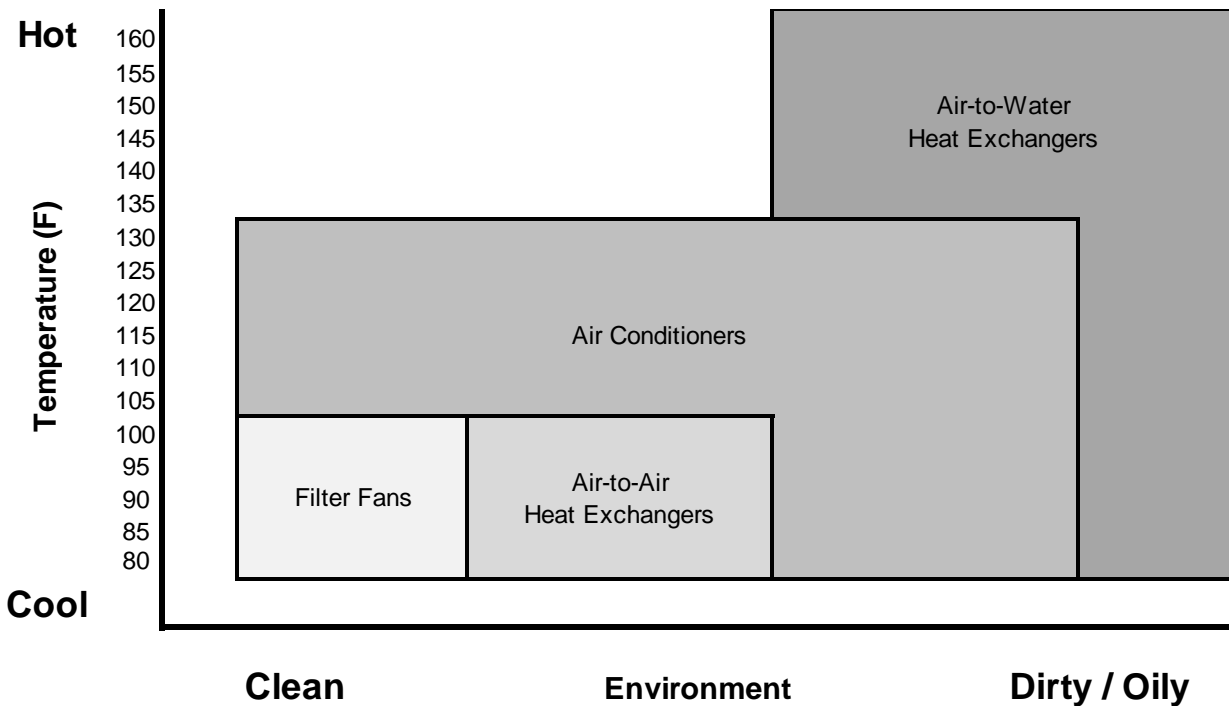 Hot
160
155
150
145
140
135
130
125
120
115
110
105
100
95
90
85
80
Cool
Temperature (F)
Air-to-Water
Heat Exchangers
Air Conditioners
Filter Fans
Air-to-Air
Heat Exchangers
Clean
Environment
Dirty / Oily